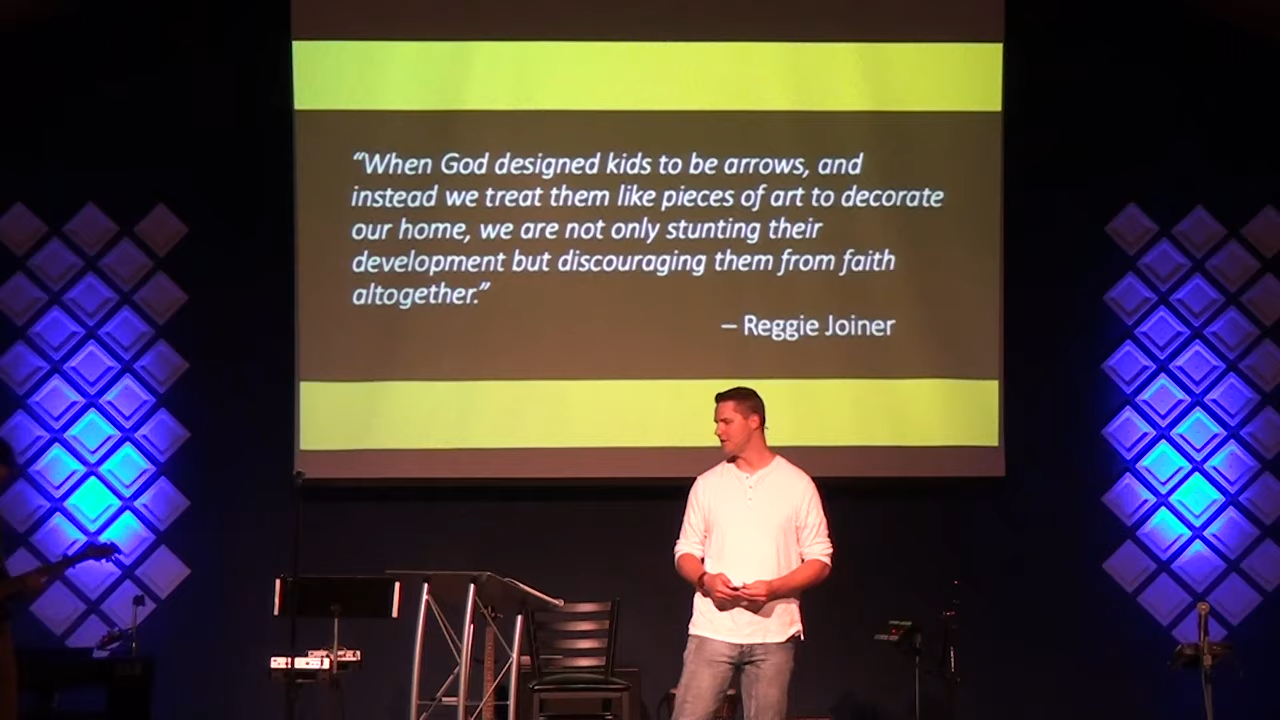 “When God designed kids to be arrows, and
instead we treat them like pieces of art to decorate
our home, we are not only stunting their
development but discouraging them from faith
altogether.”
– Reggie Joiner